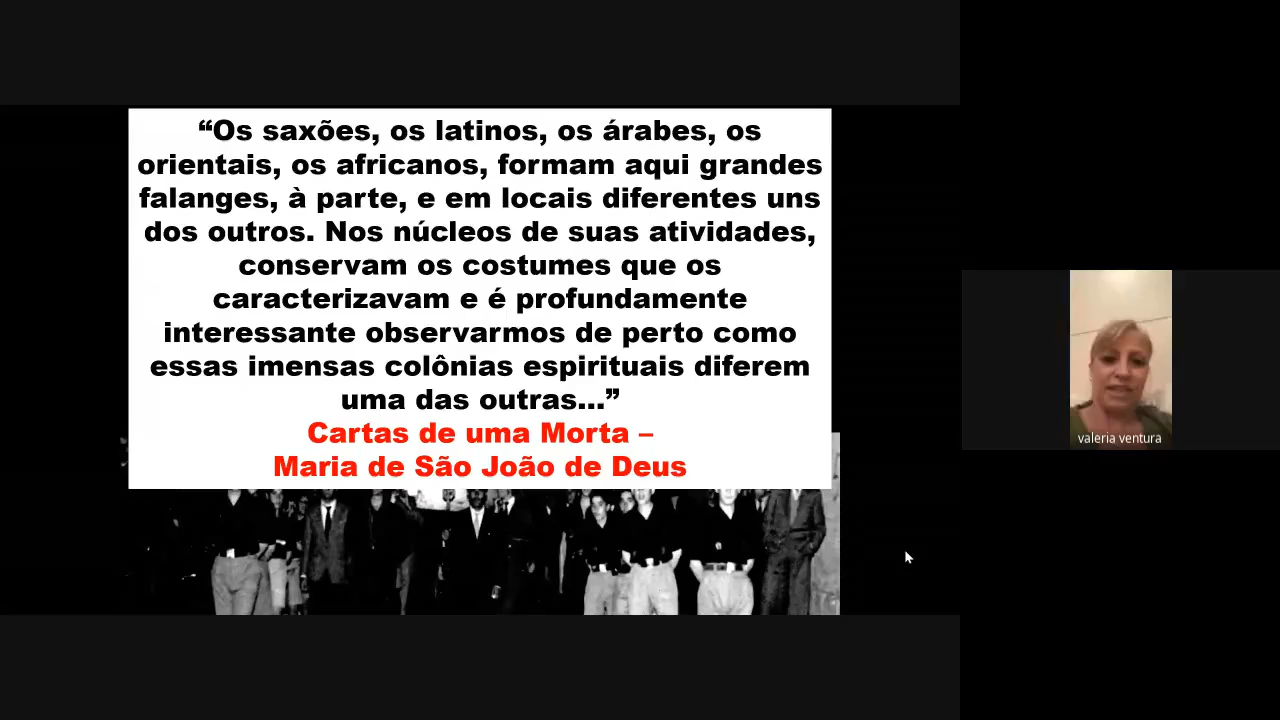 “Os saxões, os latinos, os árabes, os
orientais, os africanos, formam aqui grandes
falanges, à parte, e em locais diferentes uns
dos outros. Nos núcleos de suas atividades,
conservam os costumes que os
caracterizavam e é profundamente
interessante observarmos de perto como
essas imensas colônias espirituais diferem
uma das outras...”
Cartas de uma Morta –
Maria de São João de Deus
valeria ventura